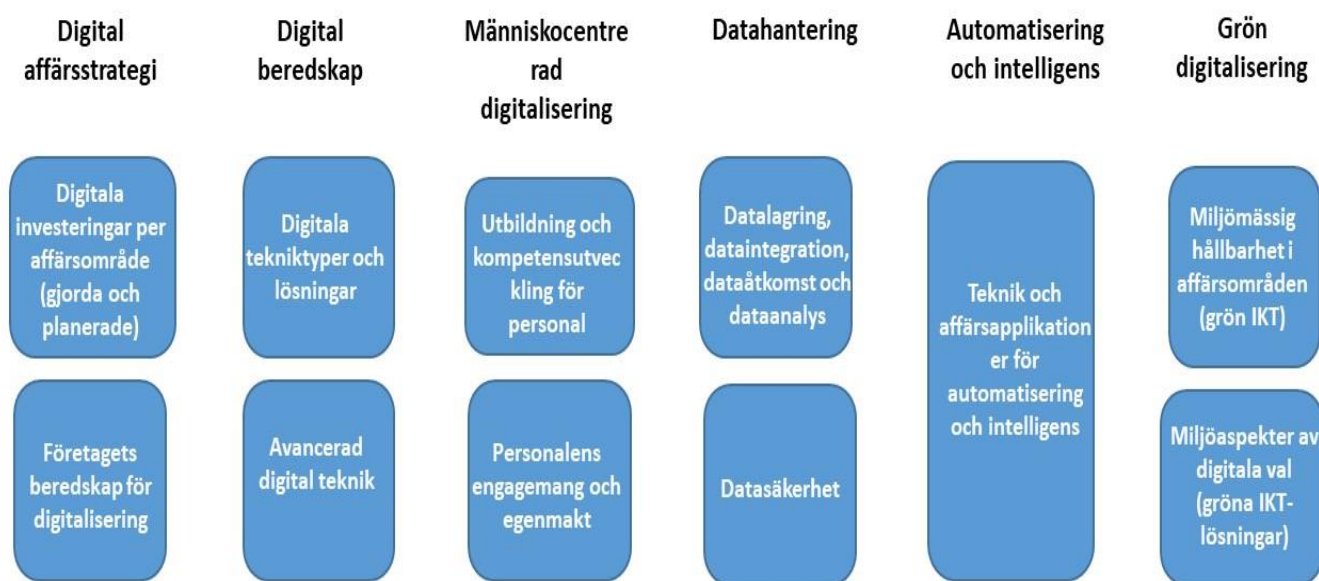 Digital
affärsstrategi
Digital
beredskap
Människocentre
rad
digitalisering
Datahantering
Automatisering
och intelligens
Grön
digitalisering
Digitala
investeringar per
affärsområde
(gjorda och
planerade)
Digitala
tekniktyper och
lösningar
Utbildning och
kompetensutvec
kling för
personal
Datalagring,
dataintegration,
dataåtkomst och
dataanalys
Teknik och
affärsapplikation
er för
automatisering
och intelligens
Miljömässig
hållbarhet i
affärsområden
(grön IKT)
Företagets
beredskap för
digitalisering
Avancerad
digital teknik
Personalens
engagemang och
egenmakt
Datasäkerhet
Miljöaspekter av
digitala val
(gröna IKT-
lösningar)